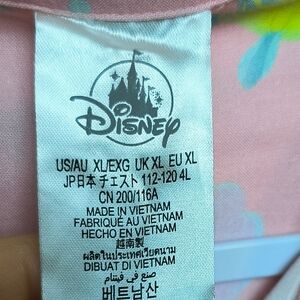 Disney
US/AU XL/EXG UK XL EU XL
JP日本 チェスト 112-120 4L
CN 200/116A
MADE IN VIETNAM
FABRIQUÉ AU VIETNAM
HECHO EN VIETNAM
越南製
ผลิตในประเทศเวียดนาม
DIBUAT DI VIETNAM
صنع في فيتنام
베트남산